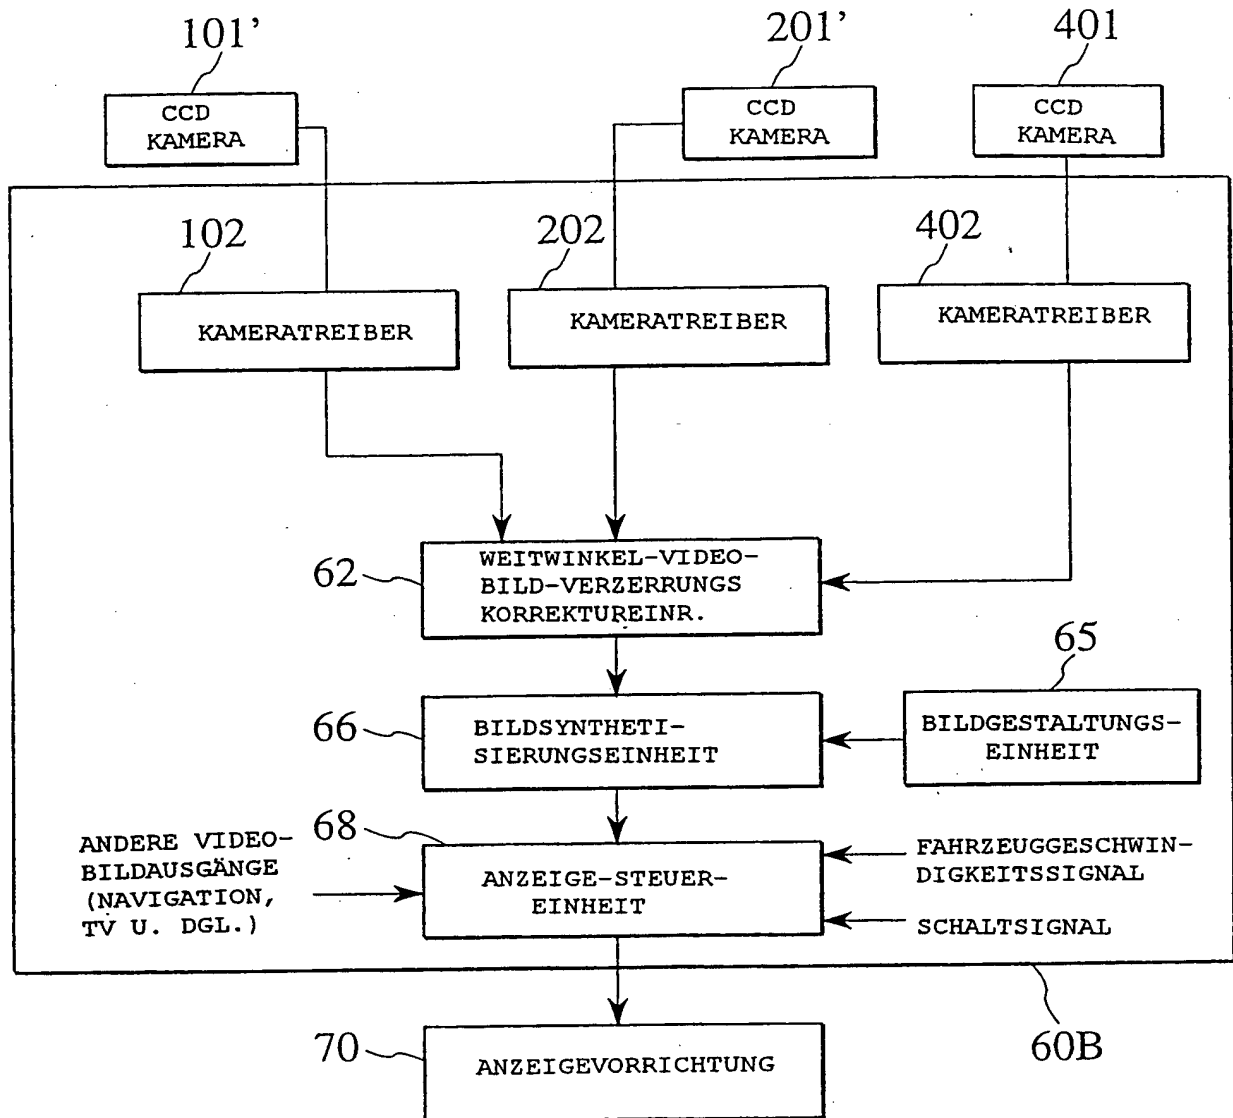 101’
201’
401
CCD
KAMERA
CCD
KAMERA
CCD
KAMERA
102
202
402
KAMERATREIBER
KAMERATREIBER
KAMERATREIBER
62
WEITWINKEL-VIDEO-
BILD-VERZERRUNGS
KORREKTUREINR.
65
66
BILDSYNTHETI-
SIERUNGSEINHEIT
BILDGESTALTUNGS-
EINHEIT
68
ANDERE VIDEO-
BILDAUSGÄNGE
(NAVIGATION,
TV U. DGL.)
ANZEIGE-STEUER-
EINHEIT
FAHRZEUGGESCHWIN-
DIGKEITSSIGNAL
SCHALTSIGNAL
70
ANZEIGEVORRICHTUNG
60B